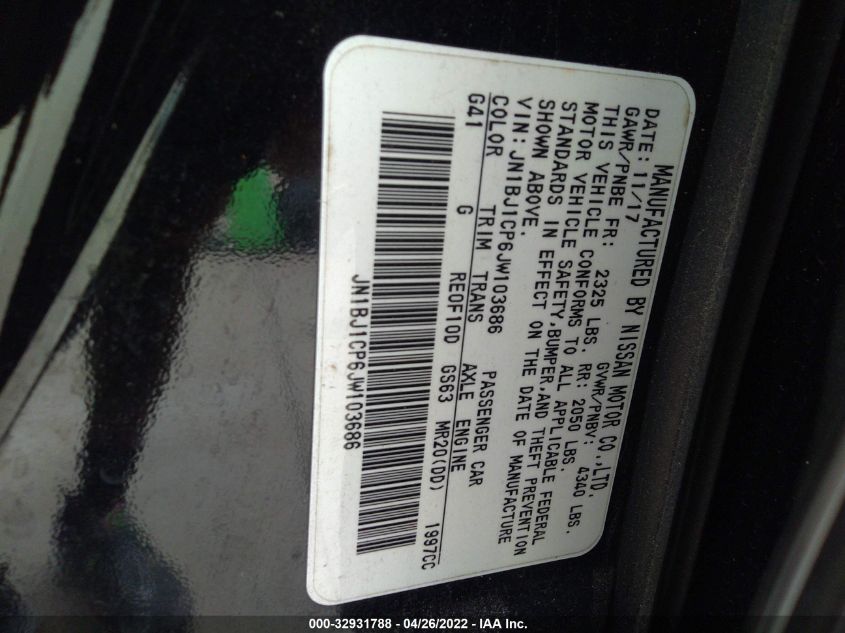 MANUFACTURED BY NISSAN MOTOR CO.,LTD.
DATE: 11/17 GVWR/PNBV: 4340 LBS.
GAWR/PNBE FR: 2325 LBS. RR: 2050 LBS.
THIS VEHICLE CONFORMS TO ALL APPLICABLE FEDERAL
MOTOR VEHICLE SAFETY,BUMPER,AND THEFT PREVENTION
STANDARDS IN EFFECT ON THE DATE OF MANUFACTURE
SHOWN ABOVE.
VIN: JN1BJ1CP6JW103686 PASSENGER CAR
COLOR TRIM TRANS AXLE ENGINE
G41 G RE0F10D GS63 MR20(DD) 1997CC
JN1BJ1CP6JW103686
000-32931788 - 04/26/2022 - IAA Inc.